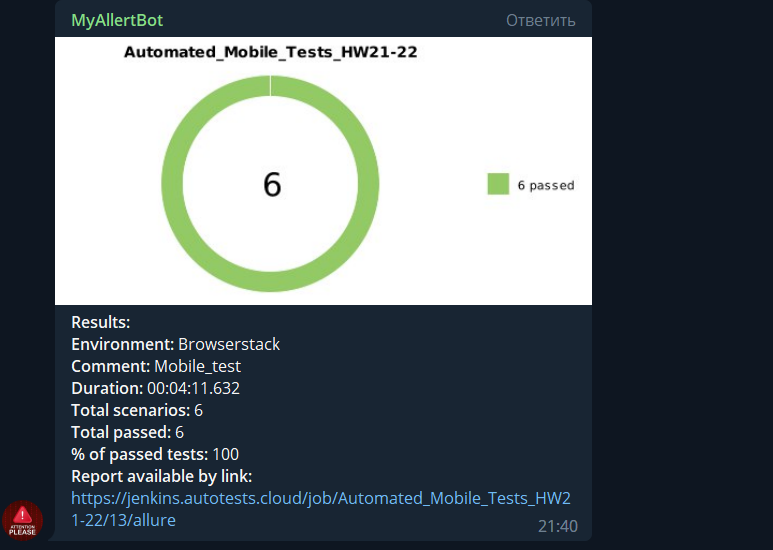 MyAllertBot Ответить
Automated_Mobile_Tests_HW21-22
6
6 passed
Results:
Environment: Browserstack
Comment: Mobile_test
Duration: 00:04:11.632
Total scenarios: 6
Total passed: 6
% of passed tests: 100
Report available by link:
https://jenkins.autotests.cloud/job/Automated_Mobile_Tests_HW2
1-22/13/allure
21:40
ATTENTION
PLEASE